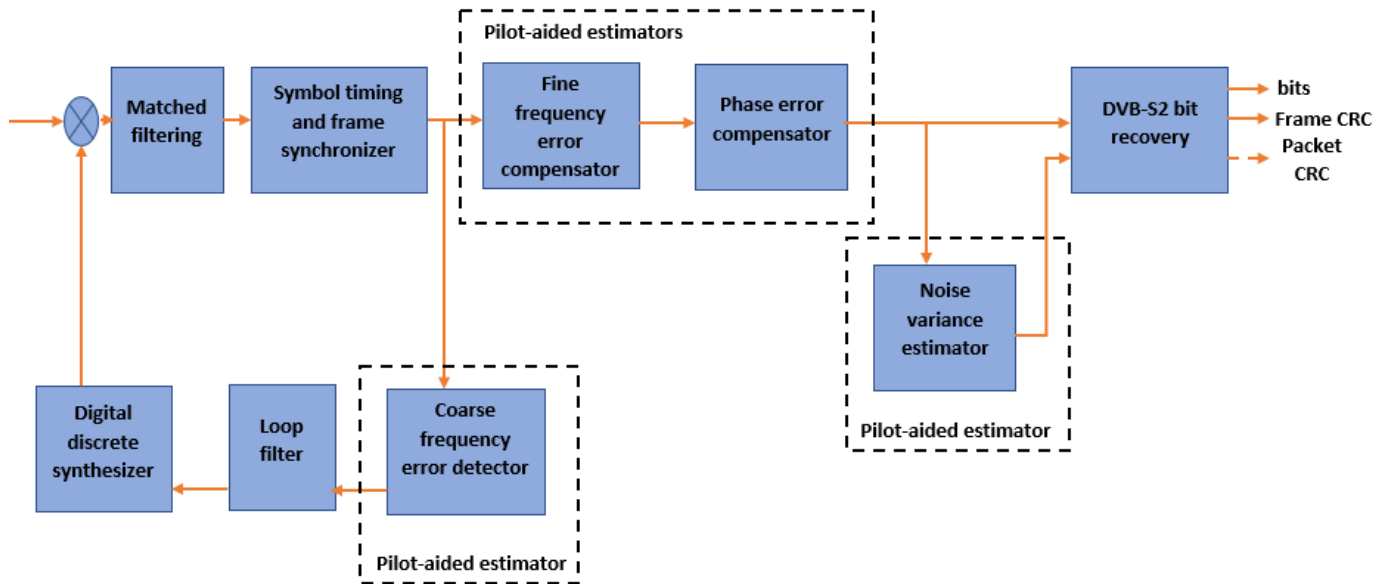 Pilot-aided estimators
Matched
filtering
Symbol timing
and frame
synchronizer
Fine
frequency
error
compensator
Phase error
compensator
DVB-S2 bit
recovery
bits
Frame CRC
Packet
CRC
Noise
variance
estimator
Pilot-aided estimator
Digital
discrete
synthesizer
Loop
filter
Coarse
frequency
error detector
Pilot-aided estimator